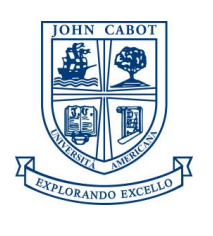 JOHN CABOT
UNIVERSITÀ AMERICANA
EXPLORANDO EXCELLO